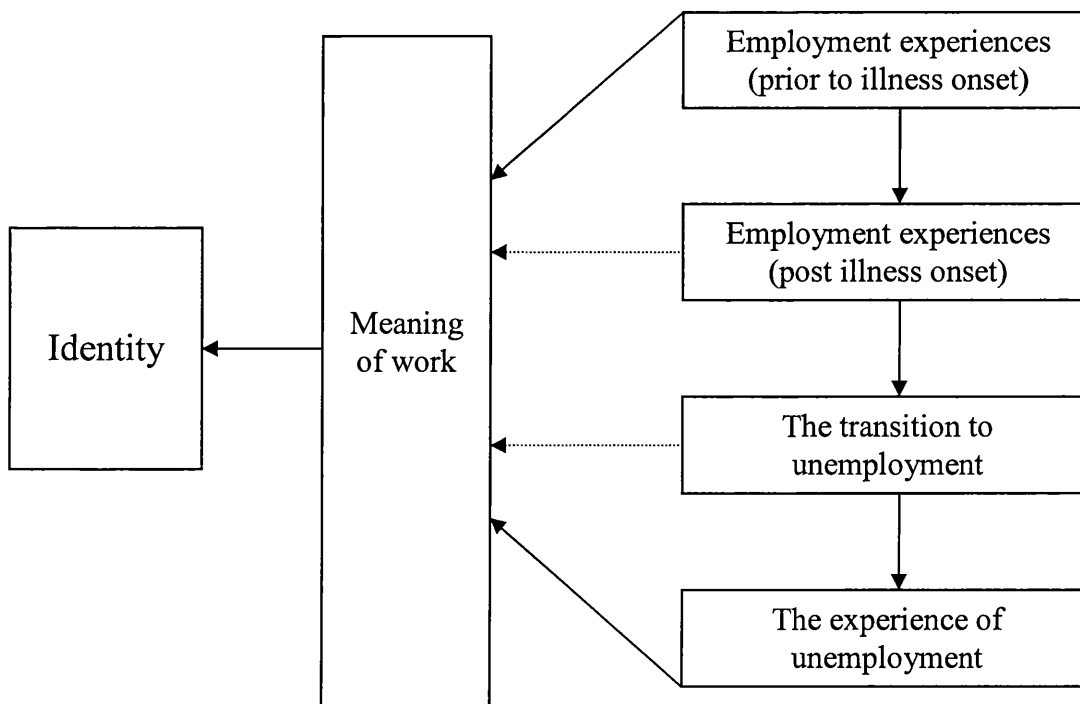 Employment experiences
(prior to illness onset)
Employment experiences
(post illness onset)
Identity
Meaning
of work
The transition to
unemployment
The experience of
unemployment